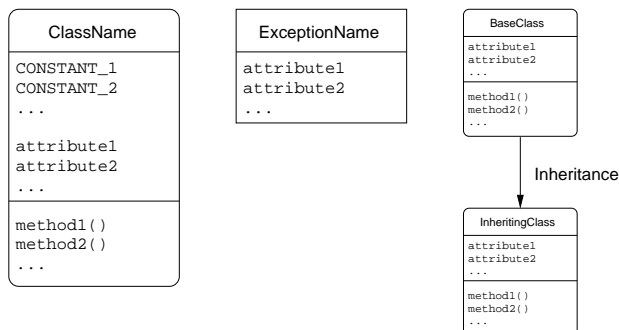 ClassName
CONSTANT_1
CONSTANT_2
...
attribute1
attribute2
...
method1()
method2()
...
ExceptionName
attribute1
attribute2
...
BaseClass
attribute1
attribute2
...
method1()
method2()
...
Inheritance
InheritingClass
attribute1
attribute2
...
method1()
method2()
...